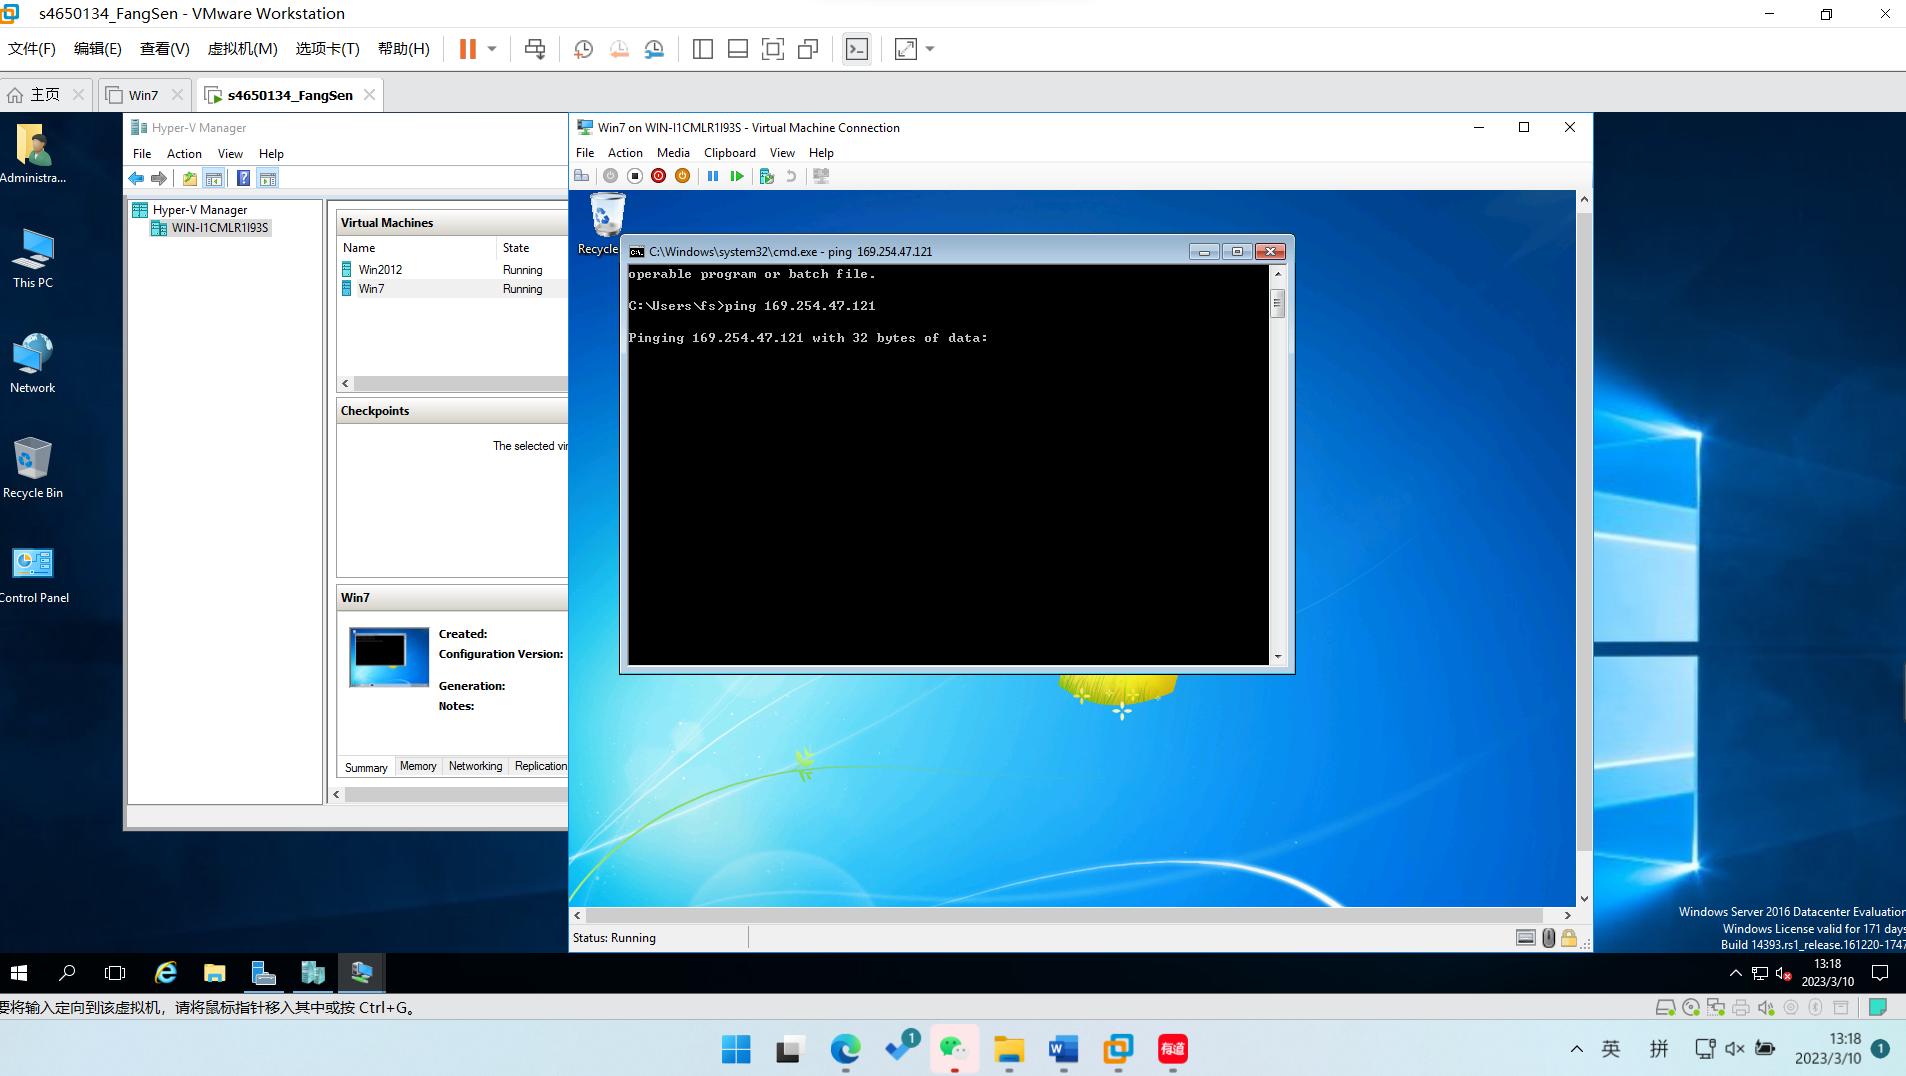 s4650134_FangSen - VMware Workstation
文件(F) 编辑(E) 查看(V) 虚拟机(M) 选项卡(T) 帮助(H)
主页 Win7 s4650134_FangSen
Administra...
This PC
Network
Recycle Bin
Control Panel
Hyper-V Manager
File Action View Help
Hyper-V Manager
WIN-I1CMLR1I93S
Virtual Machines
Name State
Win2012 Running
Win7 Running
Checkpoints
The selected vir
Win7
Created:
Configuration Version:
Generation:
Notes:
Summary Memory Networking Replication
Win7 on WIN-I1CMLR1I93S - Virtual Machine Connection
File Action Media Clipboard View Help
Recycle
C:\Windows\system32\cmd.exe - ping 169.254.47.121
operable program or batch file.
C:\Users\fs>ping 169.254.47.121
Pinging 169.254.47.121 with 32 bytes of data:
Status: Running
Windows Server 2016 Datacenter Evaluation
Windows License valid for 171 days
Build 14393.rs1_release.161220-1747
13:18
2023/3/10
要将输入定向到该虚拟机，请将鼠标指针移入其中或按 Ctrl+G。
1
W
有道
英 拼
13:18
2023/3/10
1